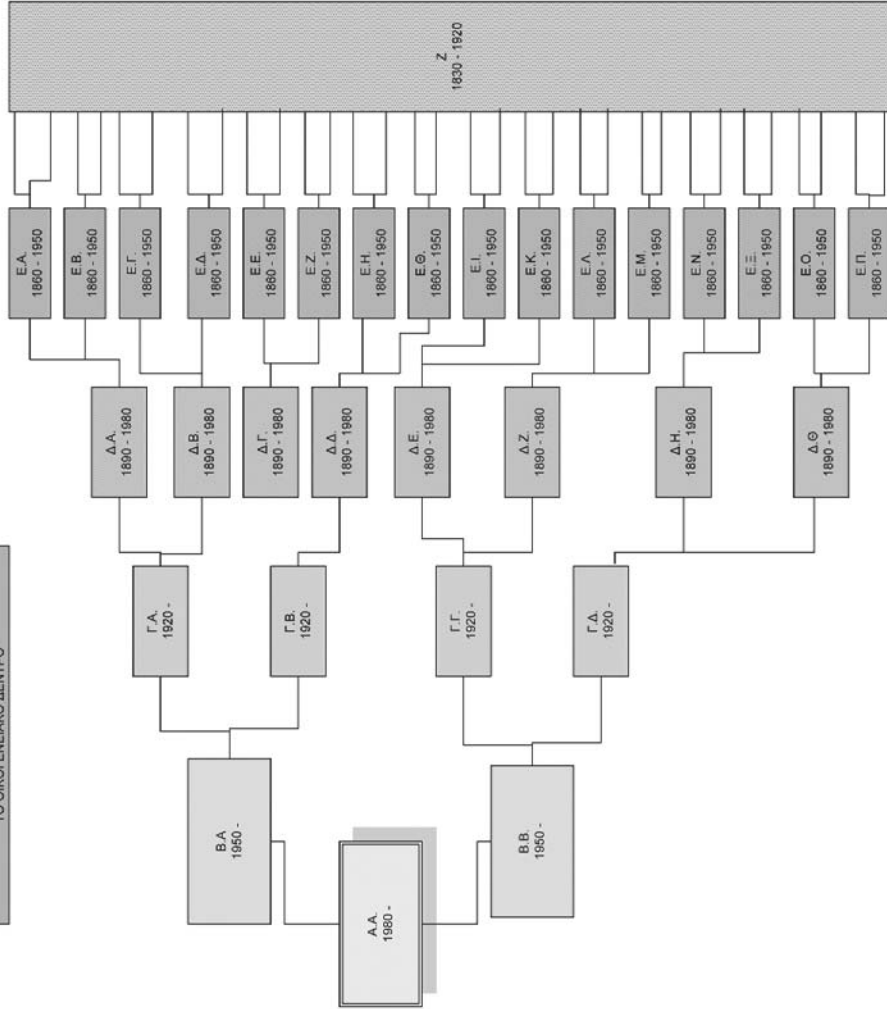 ΤΟ ΟΙΚΟΓΕΝΕΙΑΚΟ ΔΕΝΤΡΟ
Α.Α.
1980 -
Β.Α
1950 -
Β.Β.
1950 -
Γ.Α.
1920 -
Γ.Β.
1920 -
Γ.Γ.
1920 -
Γ.Δ.
1920 -
Δ.Α.
1890 - 1980
Δ.Β.
1890 - 1980
Δ.Γ.
1890 - 1980
Δ.Δ.
1890 - 1980
Δ.Ε.
1890 - 1980
Δ.Ζ.
1890 - 1980
Δ.Η.
1890 - 1980
Δ.Θ
1890 - 1980
Ε.Α.
1860 - 1950
Ε.Β.
1860 - 1950
Ε.Γ.
1860 - 1950
Ε.Δ.
1860 - 1950
Ε.Ε.
1860 - 1950
Ε.Ζ.
1860 - 1950
Ε.Η.
1860 - 1950
Ε.Θ.
1860 - 1950
Ε.Ι.
1860 - 1950
Ε.Κ.
1860 - 1950
Ε.Λ.
1860 - 1950
Ε.Μ.
1860 - 1950
Ε.Ν.
1860 - 1950
Ε.Ξ.
1860 - 1950
Ε.Ο.
1860 - 1950
Ε.Π.
1860 - 1950
Ζ
1830 - 1920